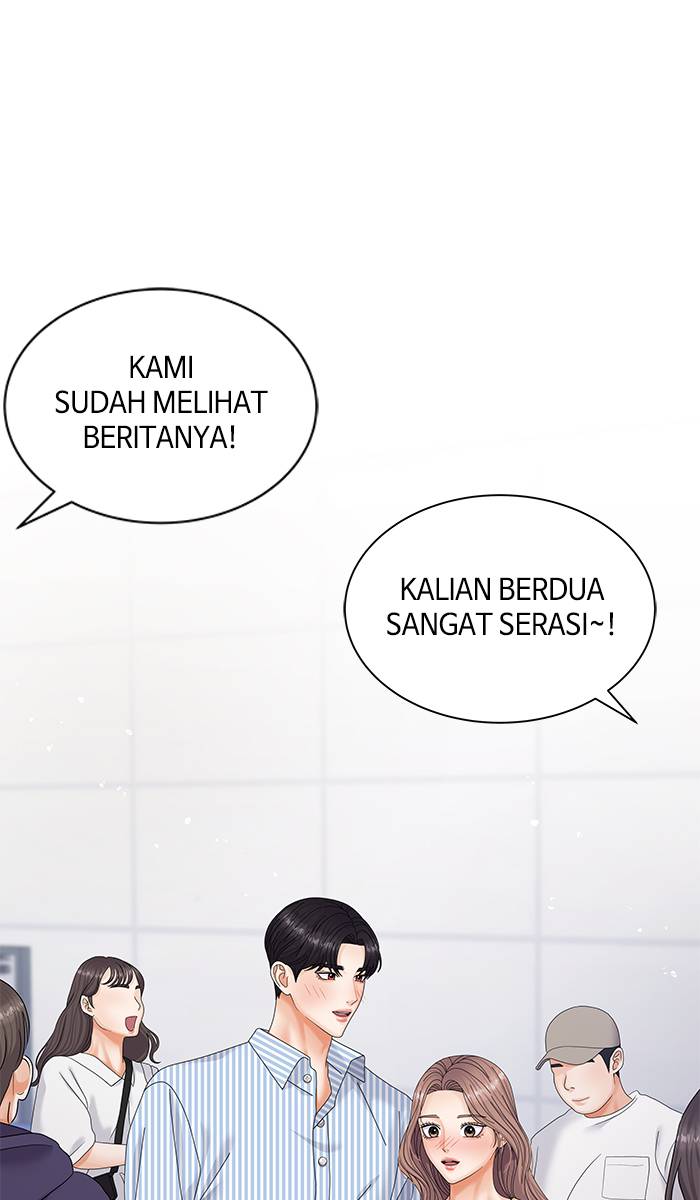 KAMI
SUDAH MELIHAT
BERITANYA!
KALIAN BERDUA
SANGAT SERASI~!